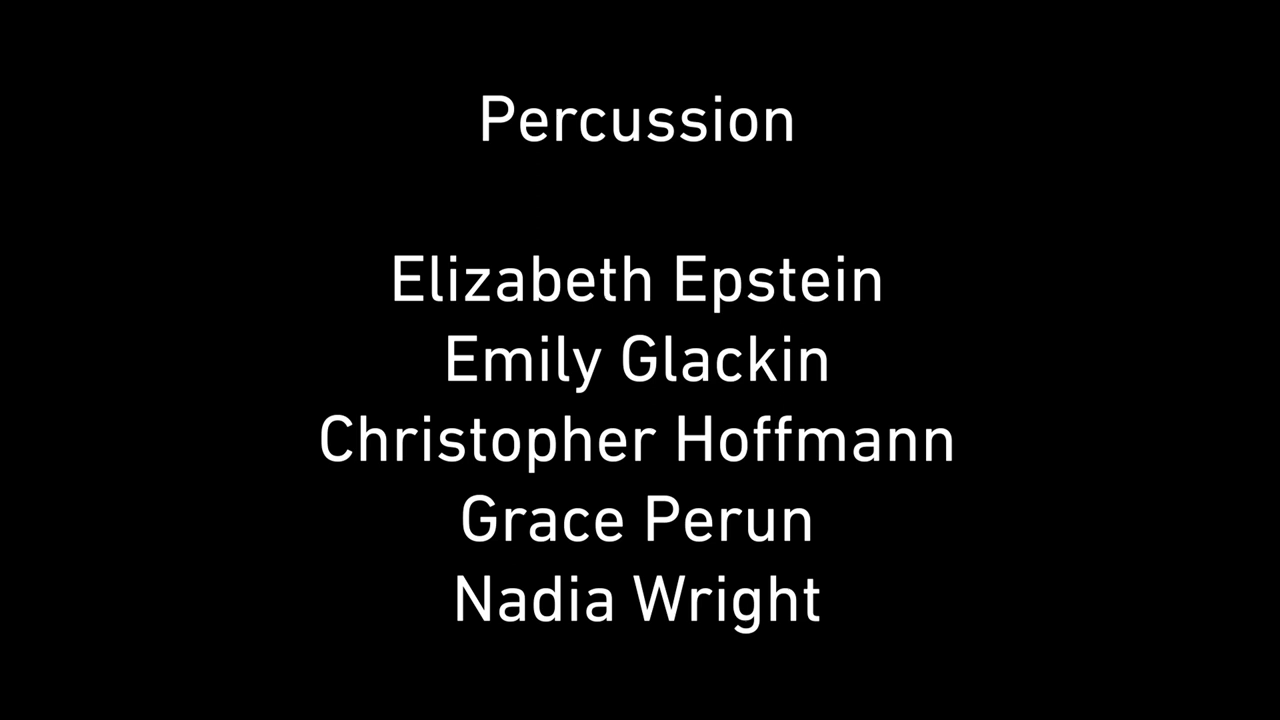 Percussion
Elizabeth Epstein
Emily Glackin
Christopher Hoffmann
Grace Perun
Nadia Wright